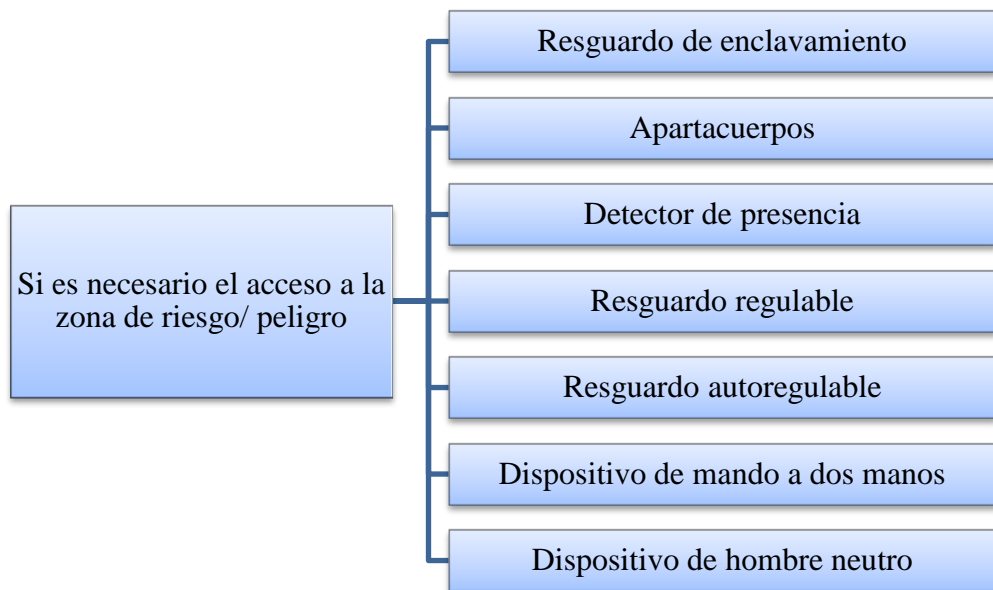 Si es necesario el acceso a la
zona de riesgo/ peligro
Resguardo de enclavamiento
Apartacuerpos
Detector de presencia
Resguardo regulable
Resguardo autoregulable
Dispositivo de mando a dos manos
Dispositivo de hombre neutro